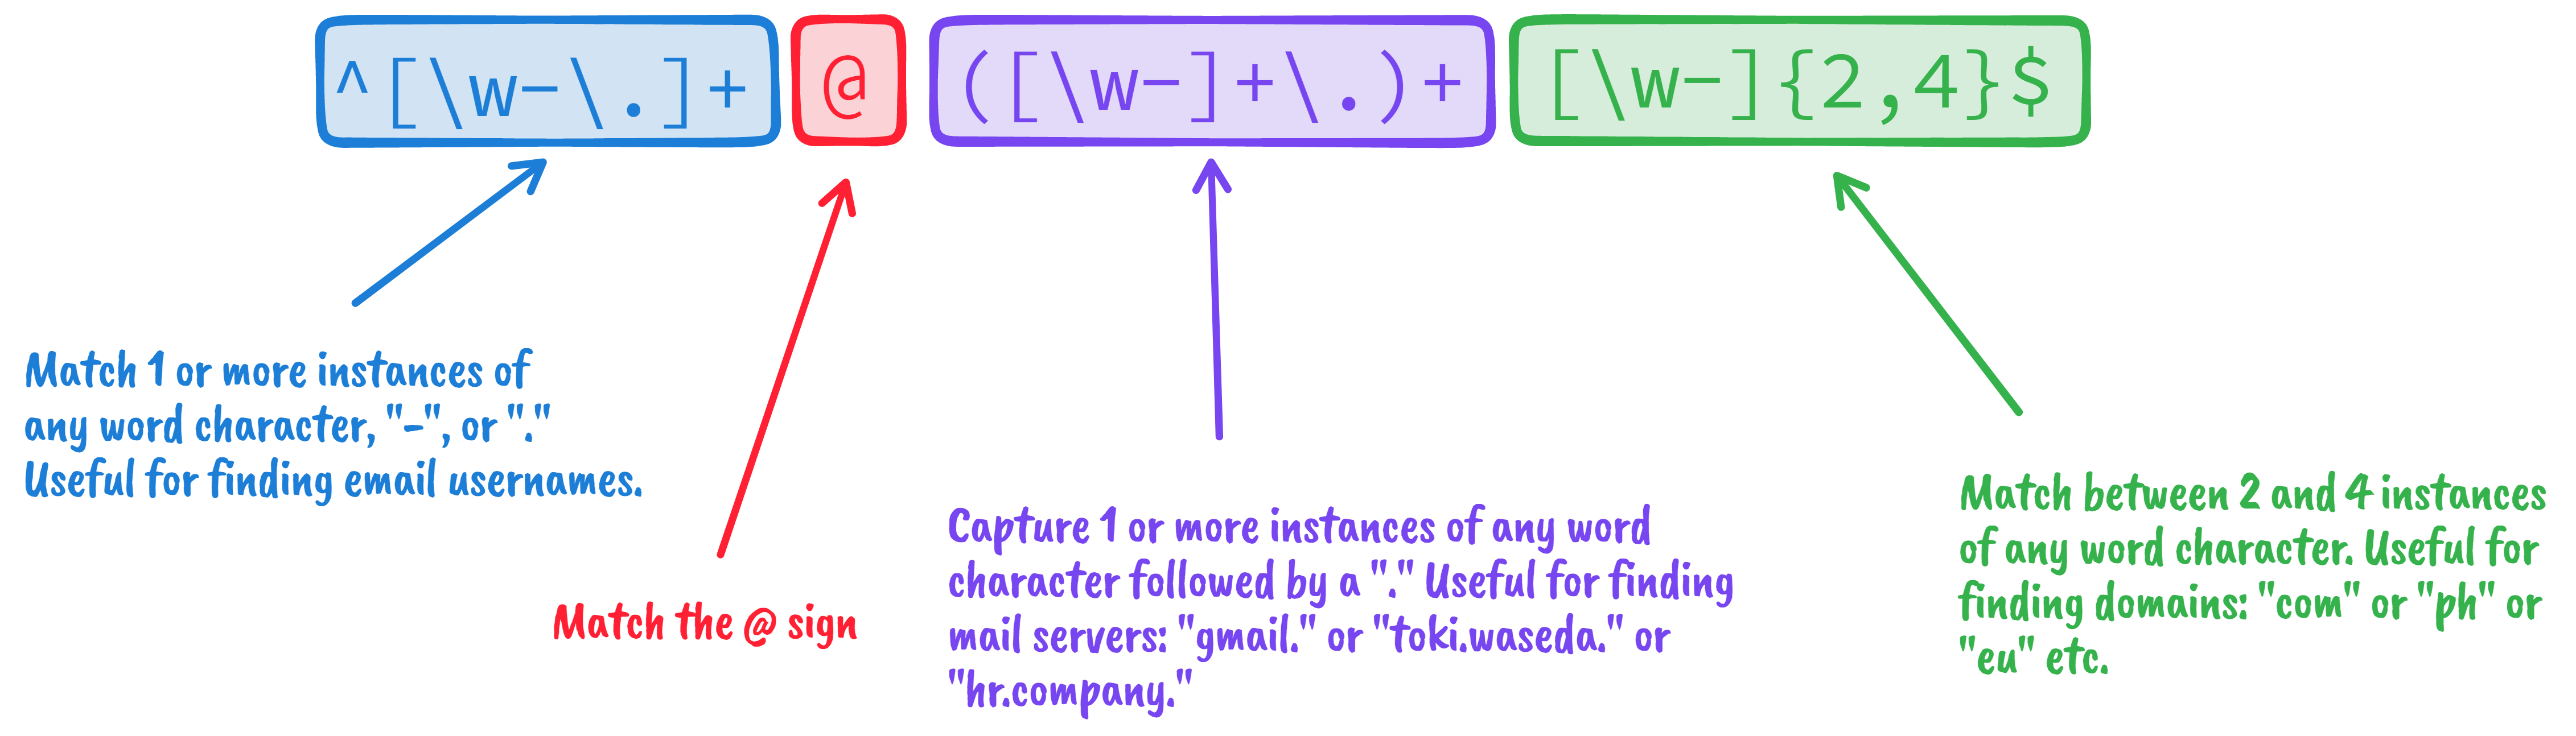 ^[\w-\.]+ @ ([\w-]+\.)+ [\w-]{2,4}$
Match 1 or more instances of
any word character, "-", or "."
Useful for finding email usernames.
Match the @ sign
Capture 1 or more instances of any word
character followed by a "." Useful for finding
mail servers: "gmail." or "toki.waseda." or
"hr.company."
Match between 2 and 4 instances
of any word character. Useful for
finding domains: "com" or "ph" or
"eu" etc.